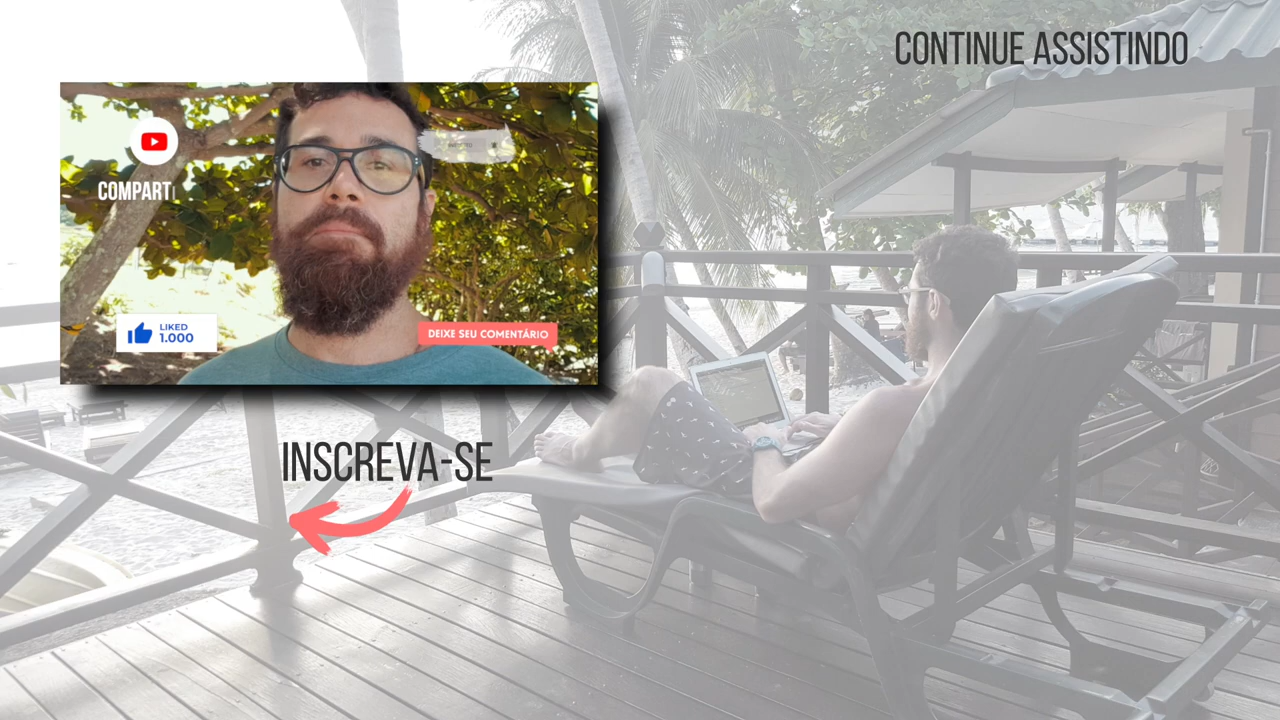 CONTINUE ASSISTINDO
COMPART
LIKED
1.000
DEIXE SEU COMENTÁRIO
INSCREVA-SE